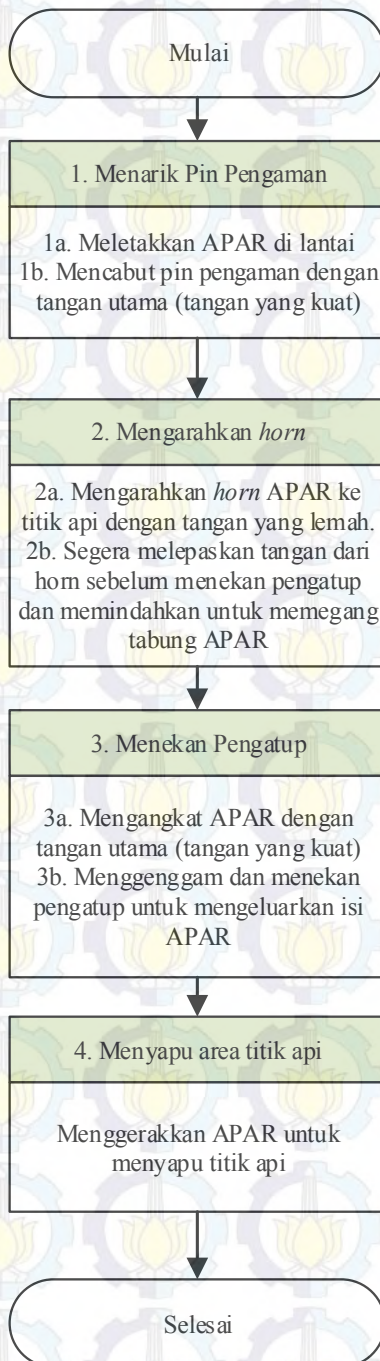 Mulai
1. Menarik Pin Pengaman
1a. Meletakkan APAR di lantai
1b. Mencabut pin pengaman dengan
tangan utama (tangan yang kuat)
2. Mengarahkan horn
2a. Mengarahkan horn APAR ke
titik api dengan tangan yang lemah.
2b. Segera melepaskan tangan dari
horn sebelum menekan pengatup
dan memindahkan untuk memegang
tabung APAR
3. Menekan Pengatup
3a. Mengangkat APAR dengan
tangan utama (tangan yang kuat)
3b. Menggenggam dan menekan
pengatup untuk mengeluarkan isi
APAR
4. Menyapu area titik api
Menggerakkan APAR untuk
menyapu titik api
Selesai